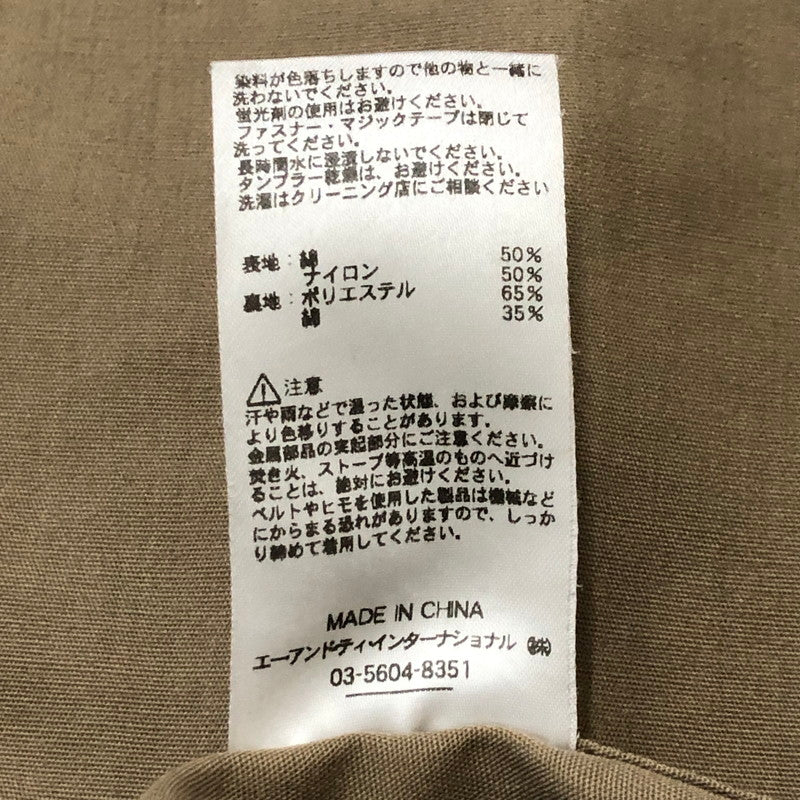 染料が色落ちしますので他の物と一緒に
洗わないでください。
蛍光剤の使用はお避けください。
ファスナー・マジックテープは閉じて
洗ってください。
長時間水に浸漬しないでください。
タンブラー乾燥は、お避けください。
洗濯はクリーニング店にご相談ください
表地：綿 50%
ナイロン 50%
裏地：ポリエステル 65%
綿 35%
⚠注意
汗や雨などで湿った状態、および摩擦に
より色移りすることがあります。
金属部品の突起部分にご注意ください。
焚き火、ストーブ等高温のものへ近づけ
ることは、絶対にお避けください。
ベルトやヒモを使用した製品は機械など
にからまる恐れがありますので、しっか
り締めて着用してください。
MADE IN CHINA
エー・アンド・ティ・インターナショナル ㈱
03-5604-8351